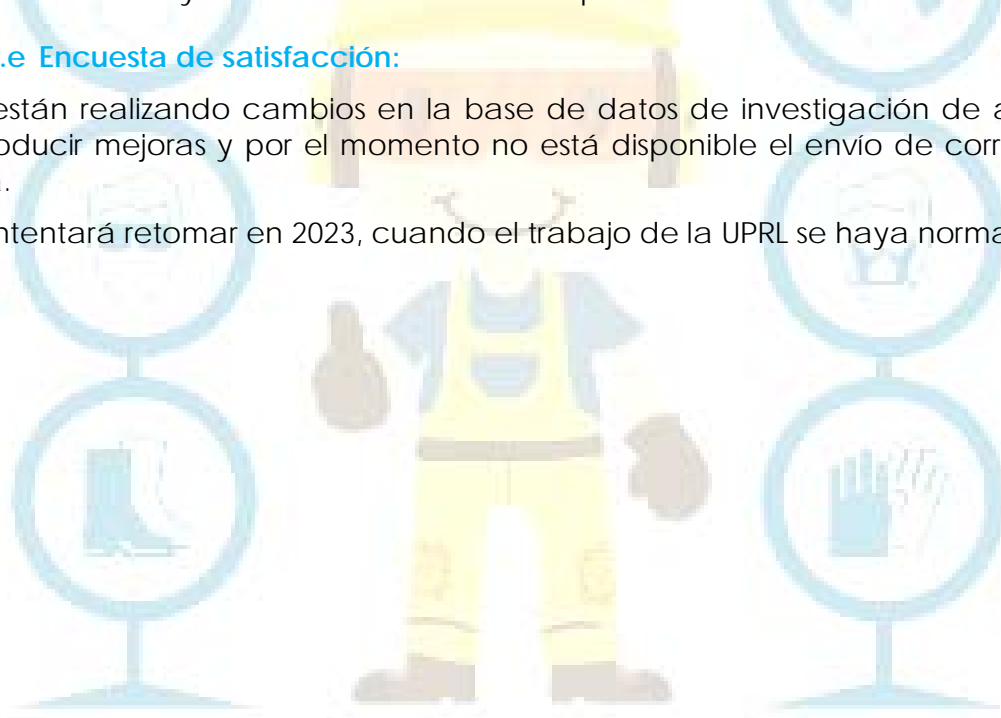 .e Encuesta de satisfacción:
están realizando cambios en la base de datos de investigación de a
oducir mejoras y por el momento no está disponible el envío de corr
ntentará retomar en 2023, cuando el trabajo de la UPRL se haya norma